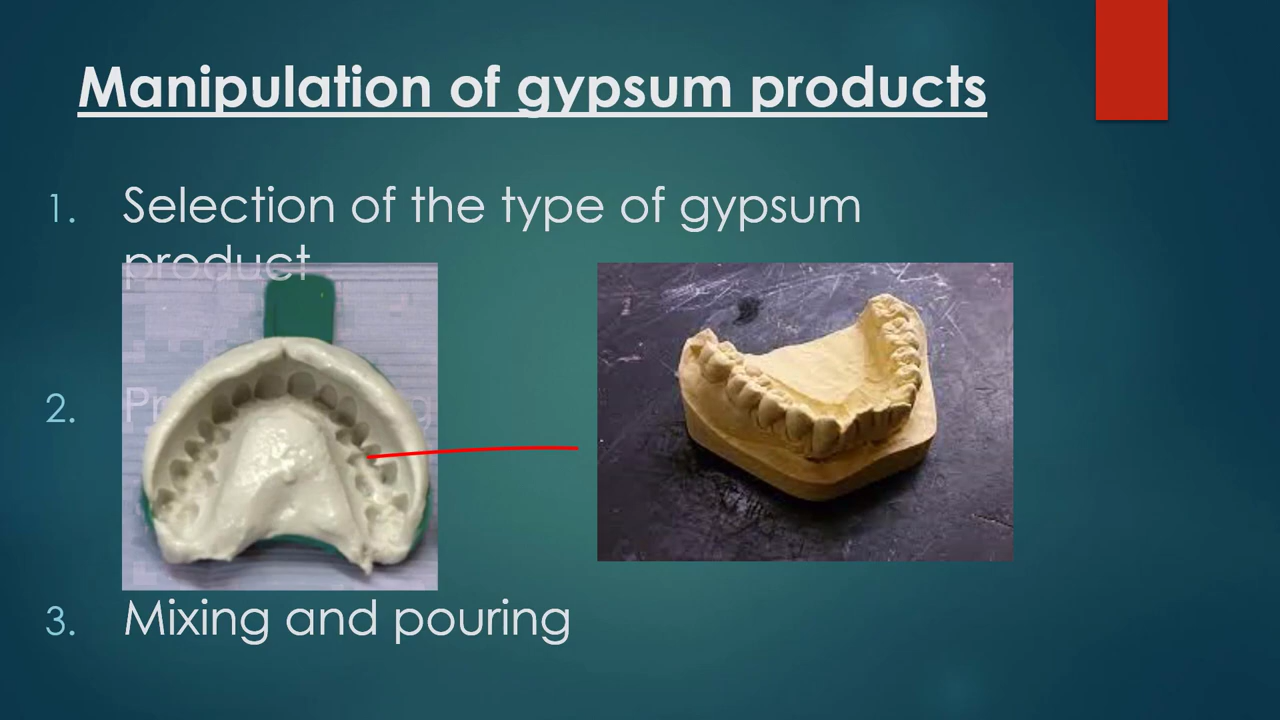 Manipulation of gypsum products
1. Selection of the type of gypsum
product
2.
3. Mixing and pouring